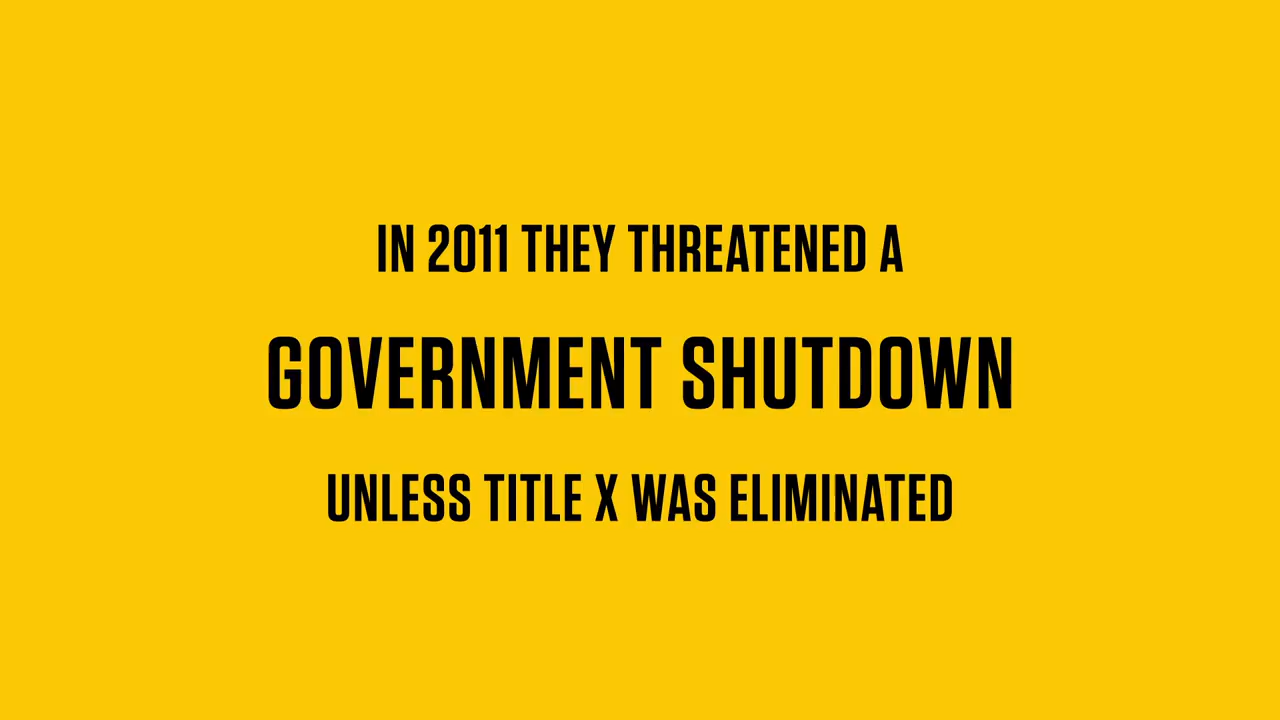 IN 2011 THEY THREATENED A
GOVERNMENT SHUTDOWN
UNLESS TITLE X WAS ELIMINATED